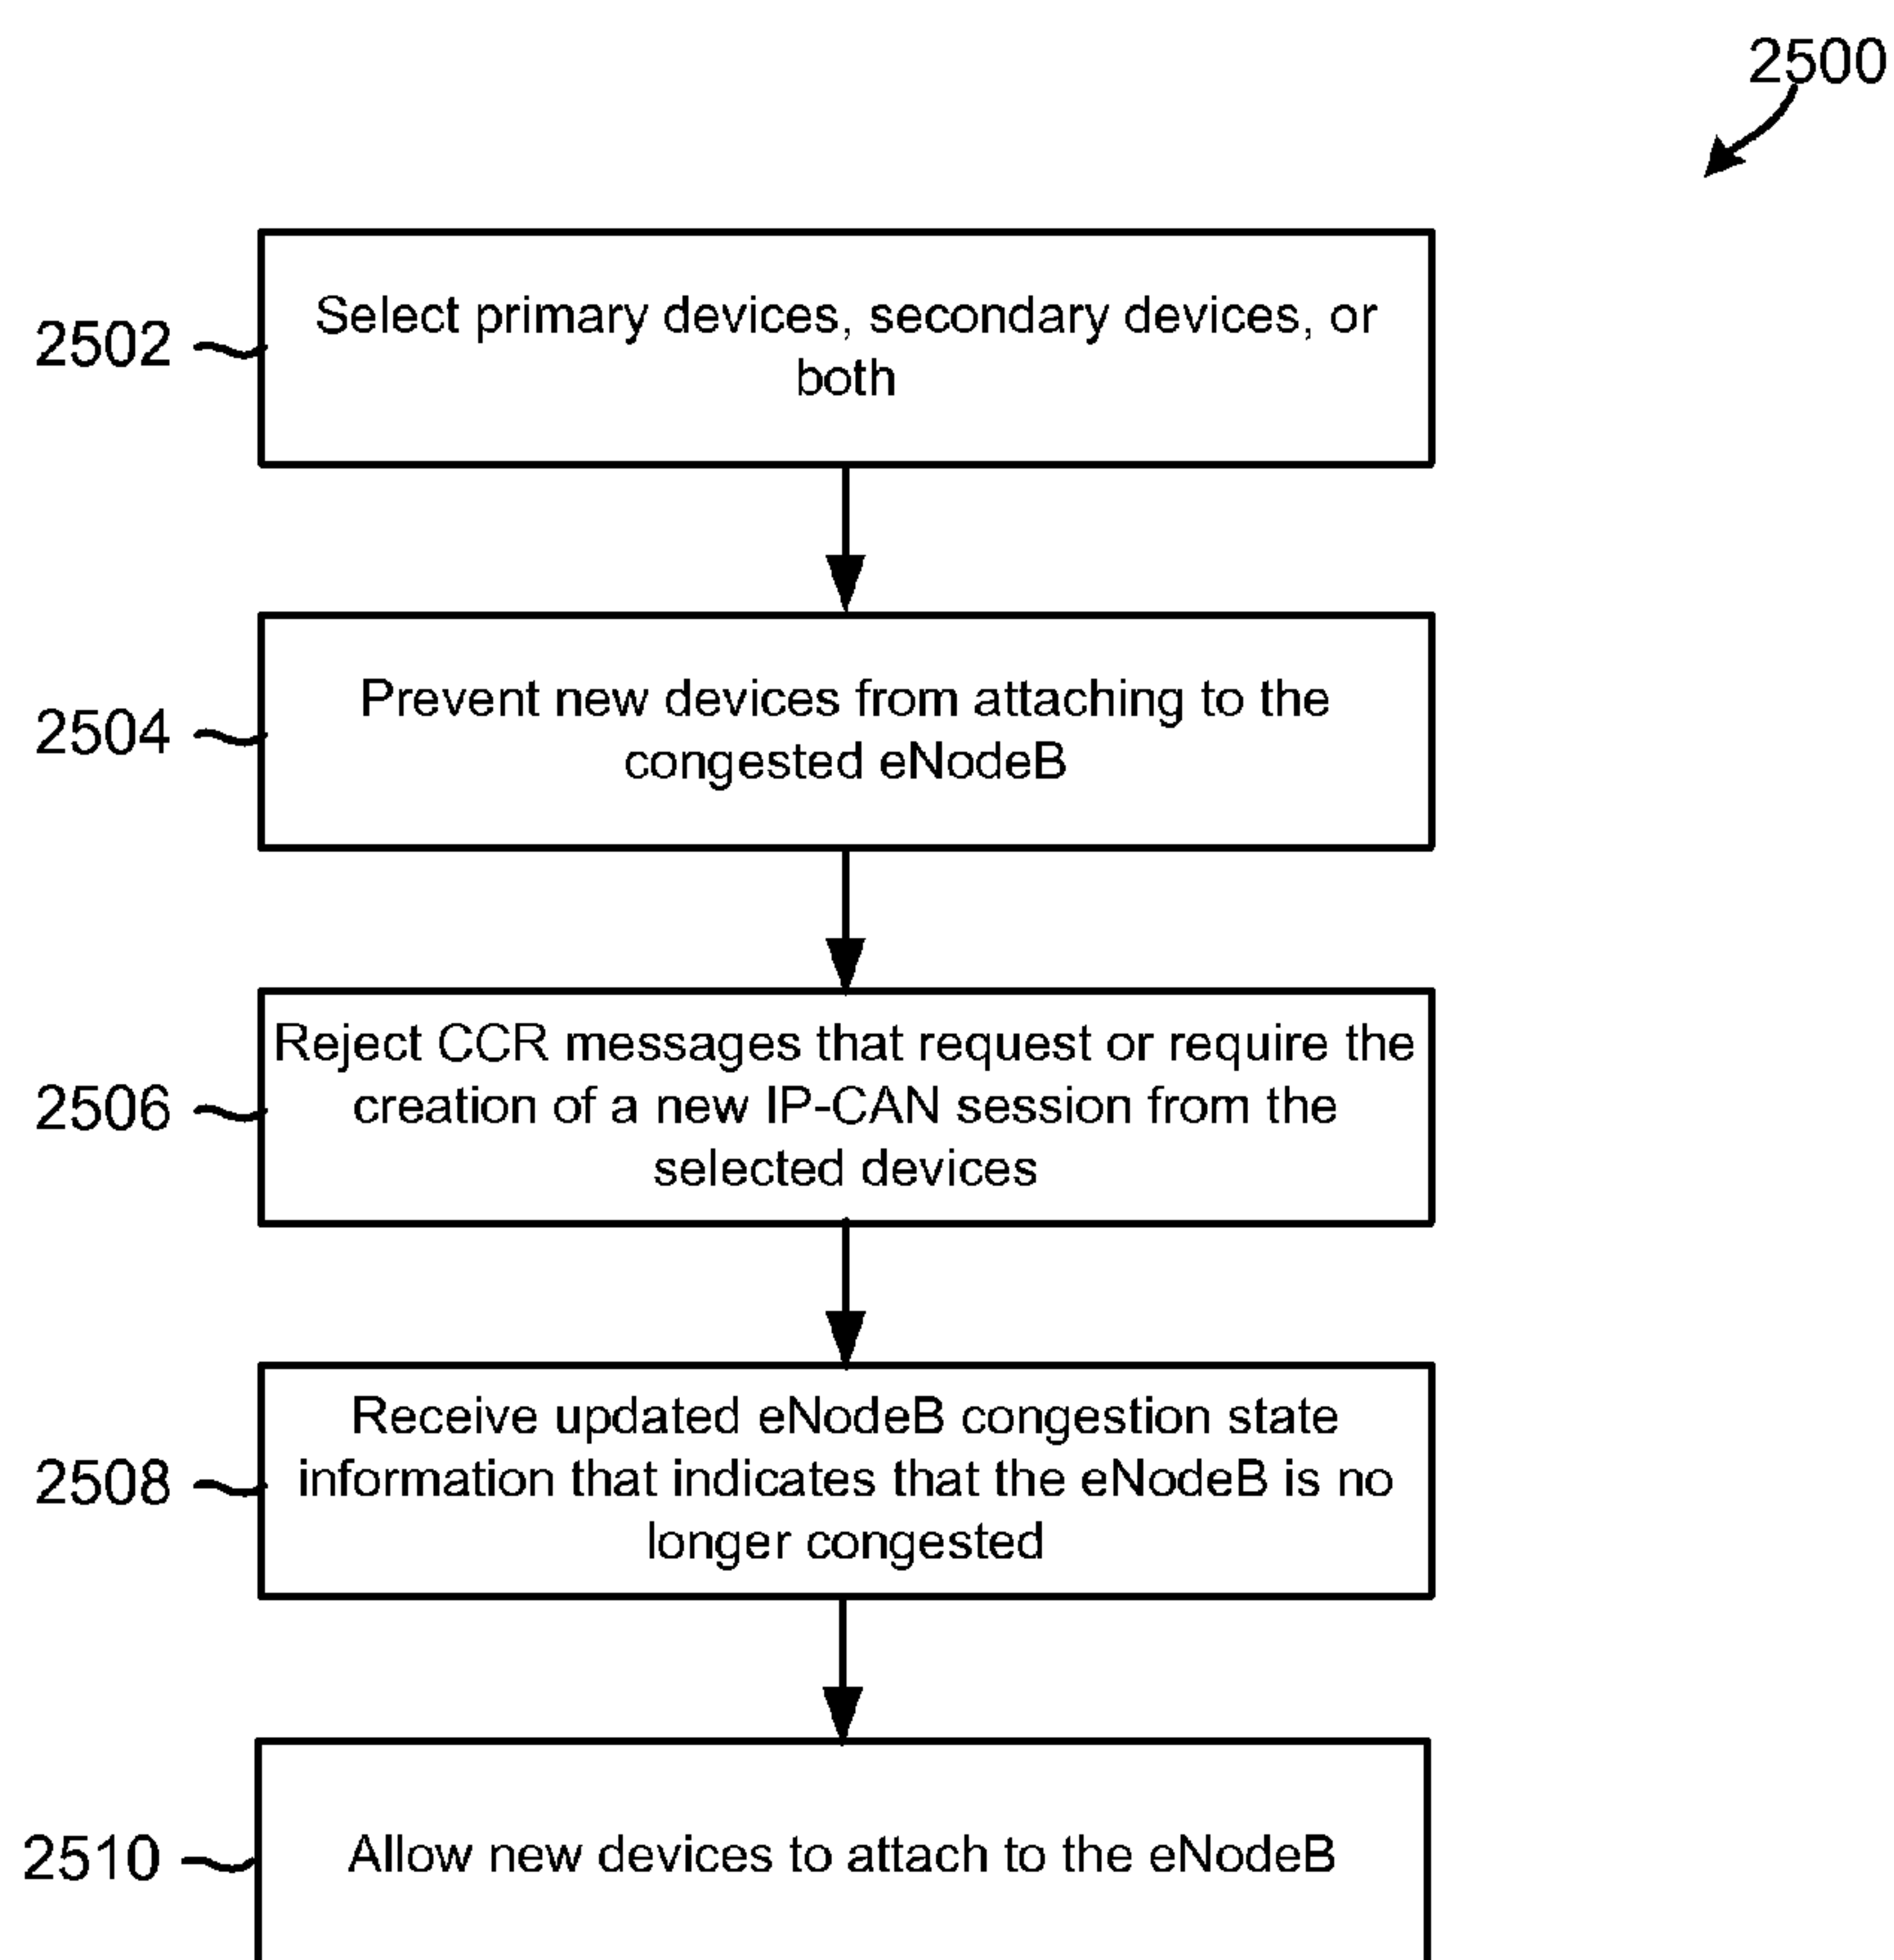 2500
2502
Select primary devices, secondary devices, or
both
2504
Prevent new devices from attaching to the
congested eNodeB
2506
Reject CCR messages that request or require the
creation of a new IP-CAN session from the
selected devices
2508
Receive updated eNodeB congestion state
information that indicates that the eNodeB is no
longer congested
2510
Allow new devices to attach to the eNodeB